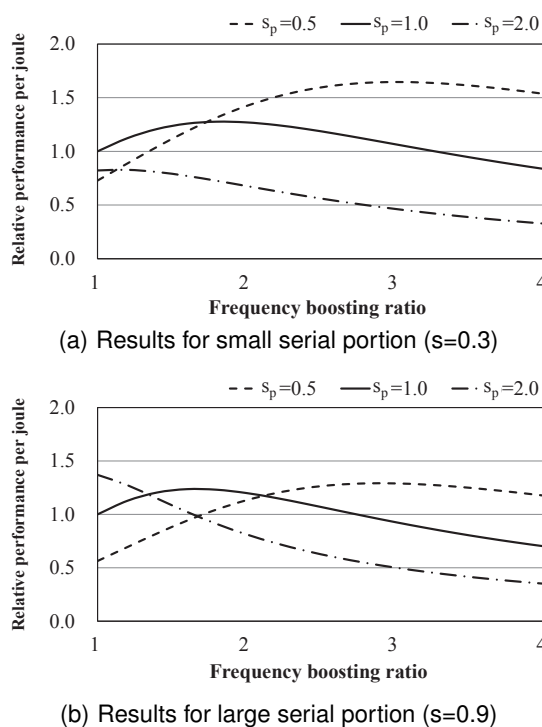 s_p=0.5 s_p=1.0 s_p=2.0
2.0
1.5
1.0
0.5
0.0
Relative performance per joule
1 2 3 4
Frequency boosting ratio
(a) Results for small serial portion (s=0.3)
s_p=0.5 s_p=1.0 s_p=2.0
2.0
1.5
1.0
0.5
0.0
Relative performance per joule
1 2 3 4
Frequency boosting ratio
(b) Results for large serial portion (s=0.9)